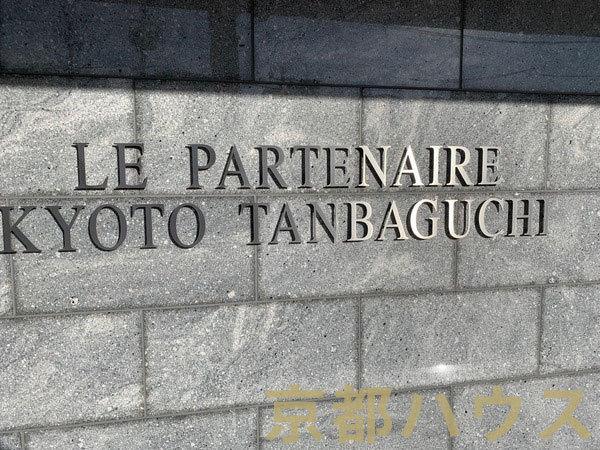 LE PARTENAIRE
KYOTO TANBAGUCHI
京都ハウス